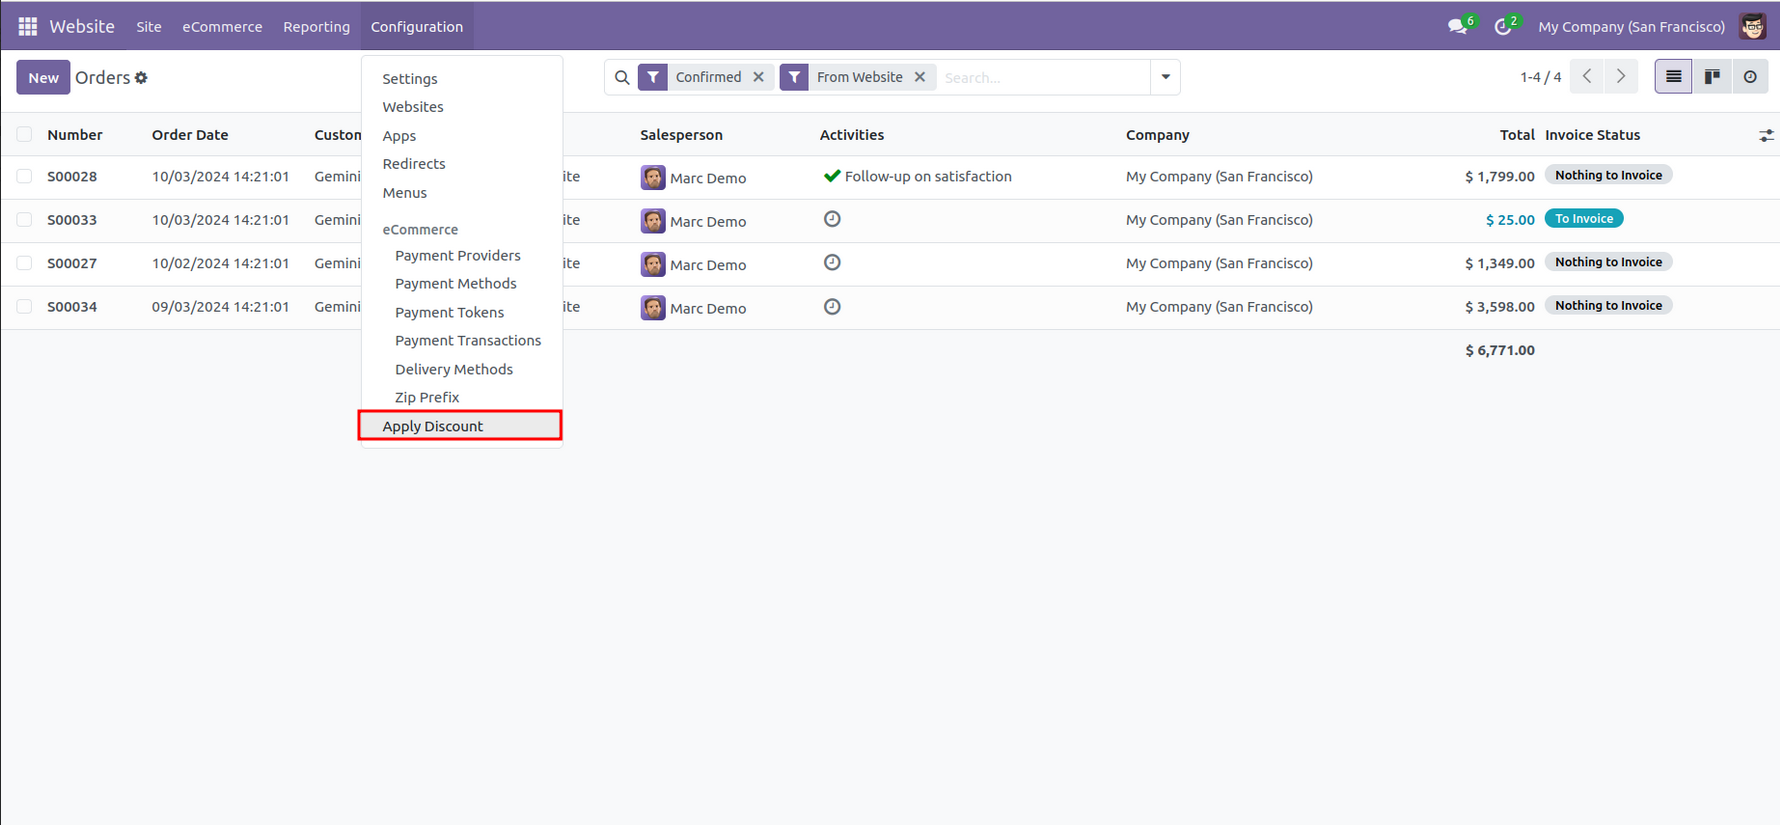 Website Site eCommerce Reporting Configuration 6 2 My Company (San Francisco)
New Orders Confirmed From Website Search... 1-4 / 4
Settings
Websites
Apps
Redirects
Menus
eCommerce
Payment Providers
Payment Methods
Payment Tokens
Payment Transactions
Delivery Methods
Zip Prefix
Apply Discount
Number Order Date Custom Salesperson Activities Company Total Invoice Status
S00028 10/03/2024 14:21:01 Gemini ite Marc Demo Follow-up on satisfaction My Company (San Francisco) $ 1,799.00 Nothing to Invoice
S00033 10/03/2024 14:21:01 Gemini ite Marc Demo My Company (San Francisco) $ 25.00 To Invoice
S00027 10/02/2024 14:21:01 Gemini ite Marc Demo My Company (San Francisco) $ 1,349.00 Nothing to Invoice
S00034 09/03/2024 14:21:01 Gemini ite Marc Demo My Company (San Francisco) $ 3,598.00 Nothing to Invoice
$ 6,771.00